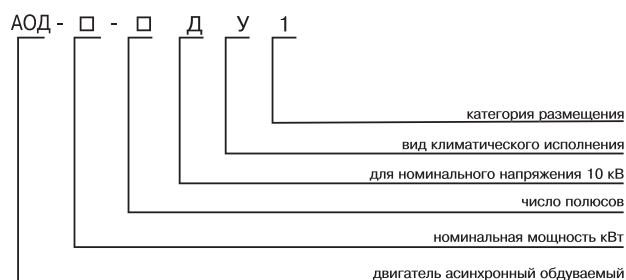 АОД - □ - □ Д У 1
категория размещения
вид климатического исполнения
для номинального напряжения 10 кВ
число полюсов
номинальная мощность кВт
двигатель асинхронный обдуваемый